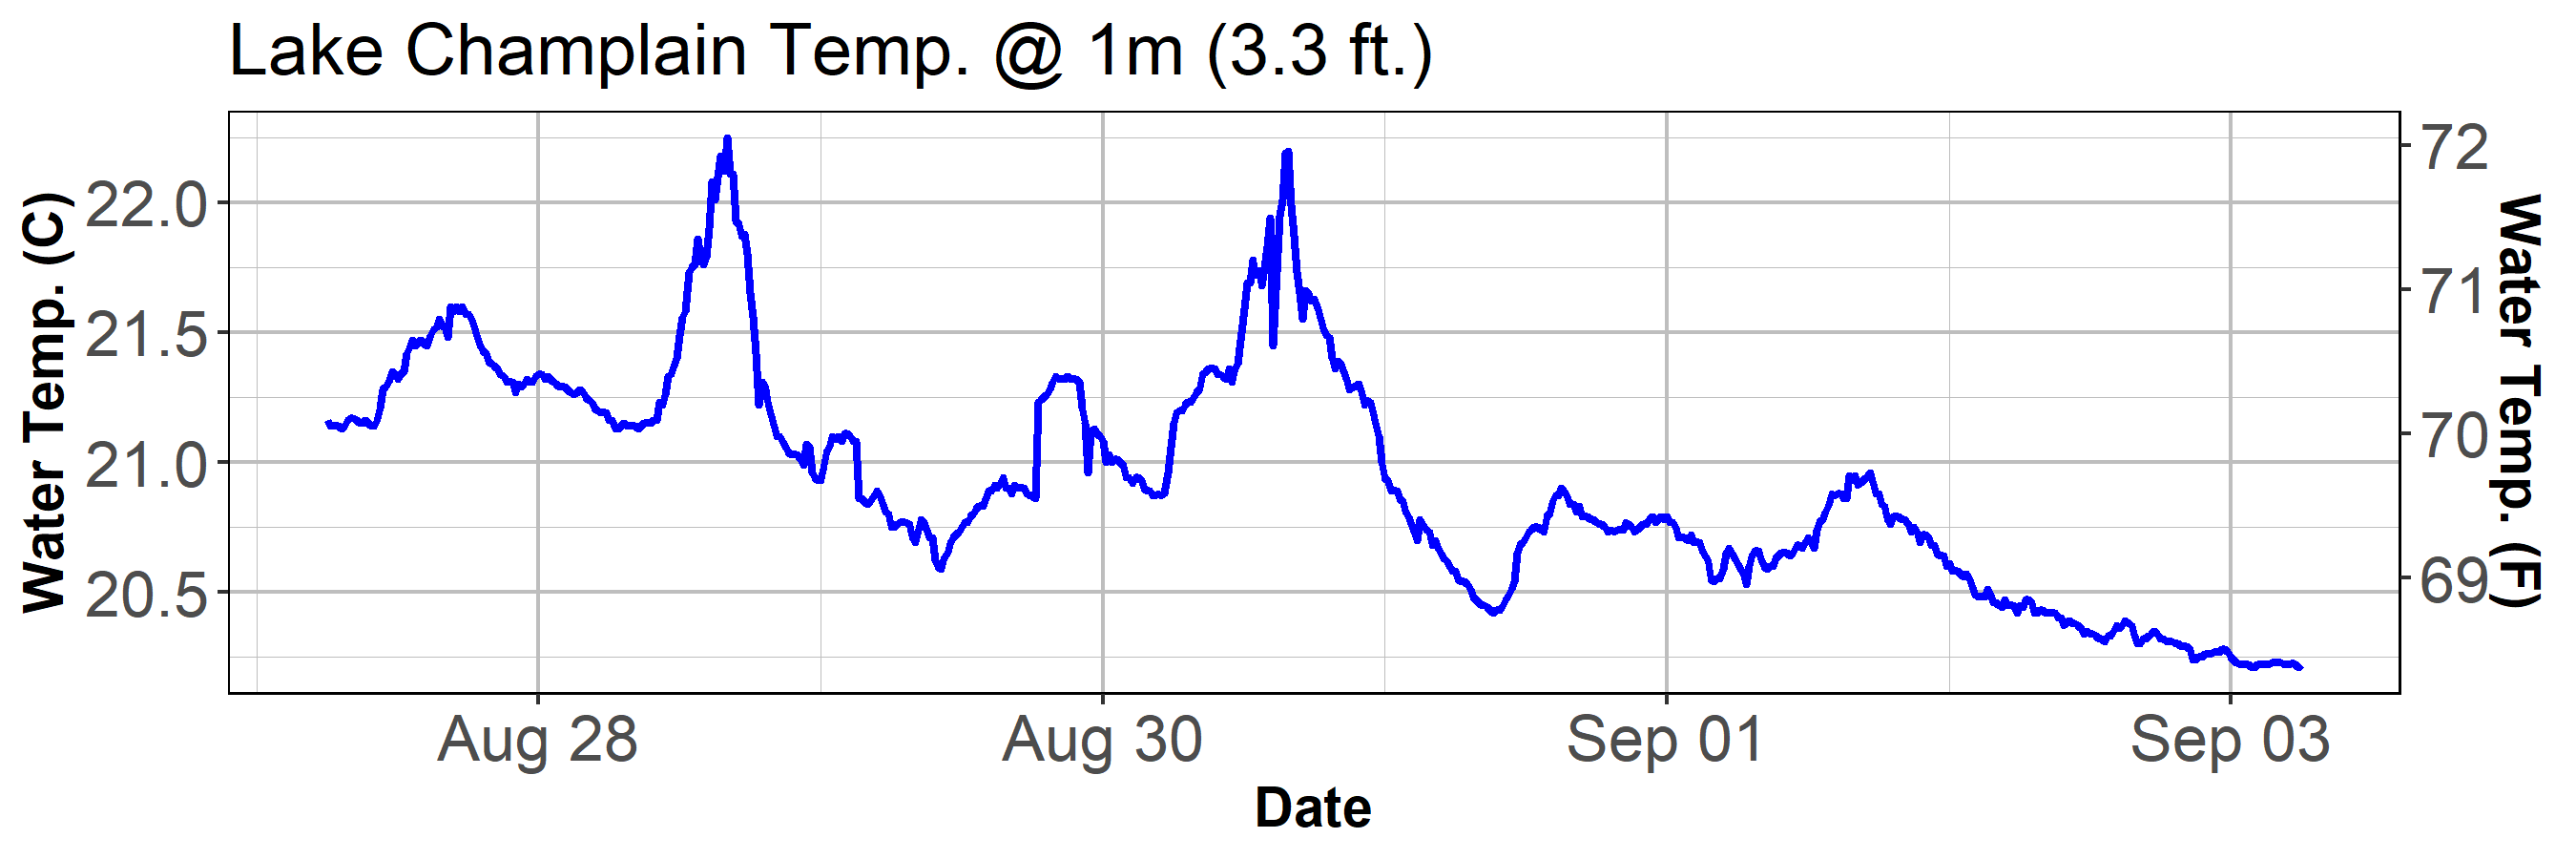 Lake Champlain Temp. @ 1m (3.3 ft.)
Water Temp. (C)
22.0
21.5
21.0
20.5
72
71
70
69
Water Temp. (F)
Aug 28 Aug 30 Sep 01 Sep 03
Date